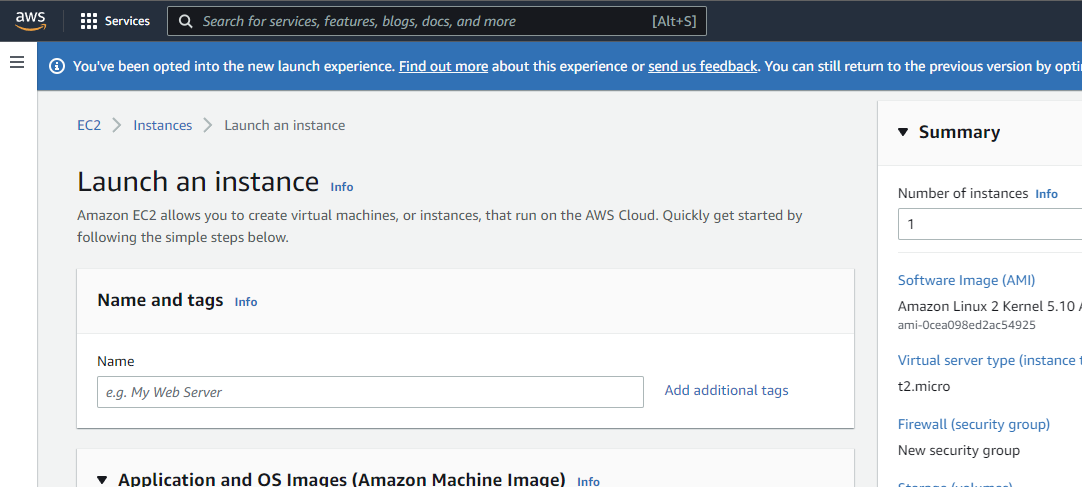 aws Services Search for services, features, blogs, docs, and more [Alt+S]
You've been opted into the new launch experience. Find out more about this experience or send us feedback. You can still return to the previous version by
EC2 Instances Launch an instance
Launch an instance Info
Amazon EC2 allows you to create virtual machines, or instances, that run on the AWS Cloud. Quickly get started by
following the simple steps below.
Name and tags Info
Name
e.g. My Web Server
Add additional tags
Application and OS Images (Amazon Machine Image) Info
Summary
Number of instances Info
1
Software Image (AMI)
Amazon Linux 2 Kernel 5.10
ami-0cea098ed2ac54925
Virtual server type (instance
t2.micro
Firewall (security group)
New security group
Storage (volumes)